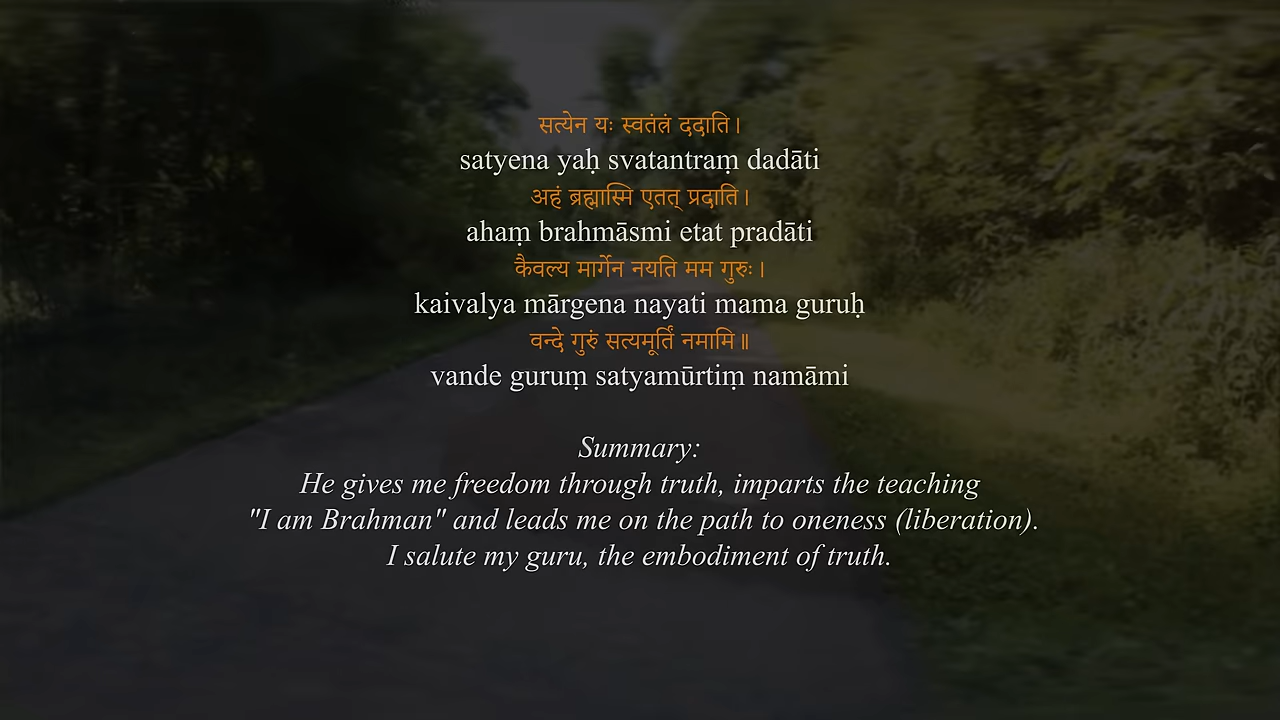 सत्येन यः स्वतंत्रं ददाति।
satyena yaḥ svatantraṃ dadāti
अहं ब्रह्मास्मि एतत् प्रदाति।
ahaṃ brahmāsmi etat pradāti
कैवल्य मार्गेन नयति मम गुरुः।
kaivalya mārgena nayati mama guruḥ
वन्दे गुरुं सत्यमूर्तिं नमामि॥
vande guruṃ satyamūrtiṃ namāmi
Summary:
He gives me freedom through truth, imparts the teaching
"I am Brahman" and leads me on the path to oneness (liberation).
I salute my guru, the embodiment of truth.